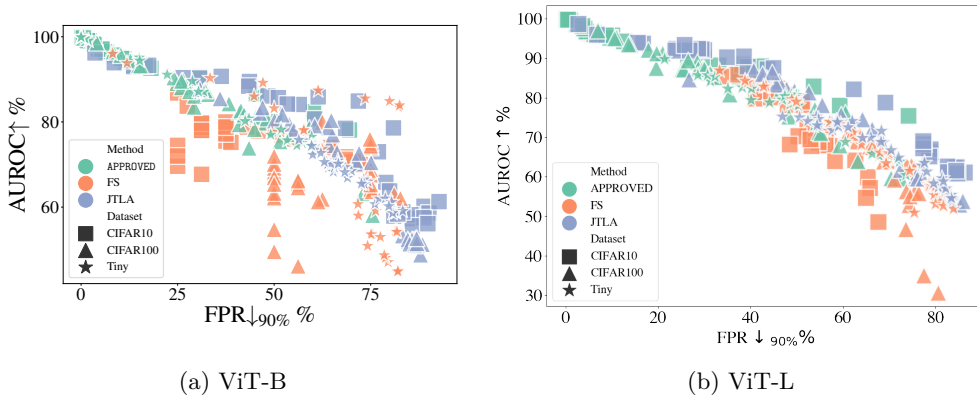 100
80
60
0
25
50
75
AUROC↑ %
FPR↓90% %
Method
APPROVED
FS
JTLA
Dataset
CIFAR10
CIFAR100
Tiny
(a) ViT-B
100
90
80
70
60
50
40
30
0
20
40
60
80
AUROC ↑ %
FPR ↓ 90%%
Method
APPROVED
FS
JTLA
Dataset
CIFAR10
CIFAR100
Tiny
(b) ViT-L